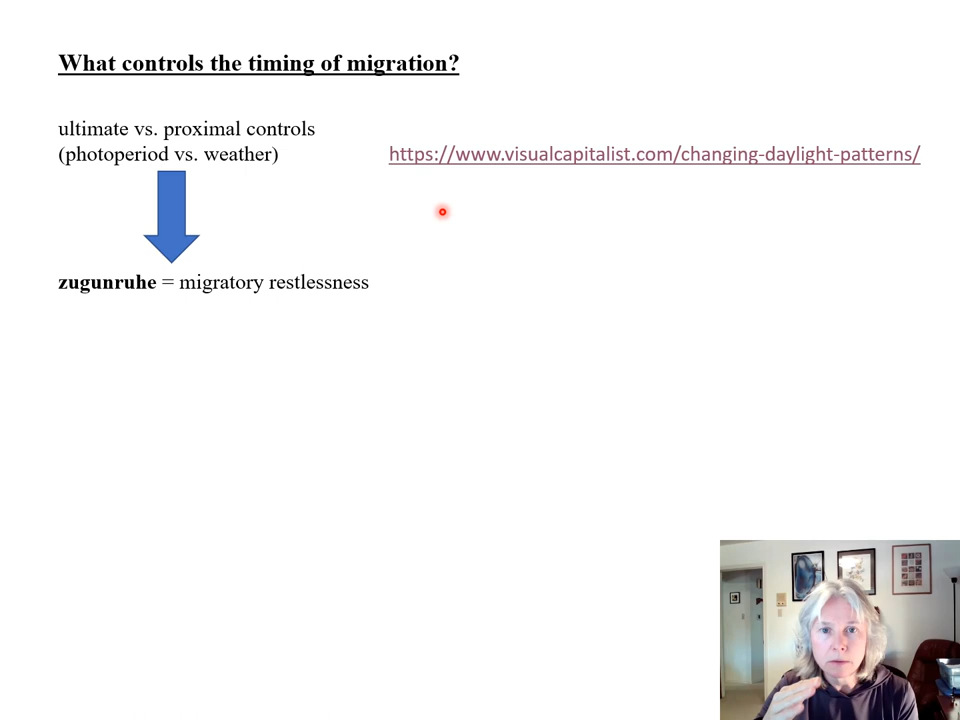 What controls the timing of migration?
ultimate vs. proximal controls
(photoperiod vs. weather)
https://www.visualcapitalist.com/changing-daylight-patterns/
zugunruhe = migratory restlessness